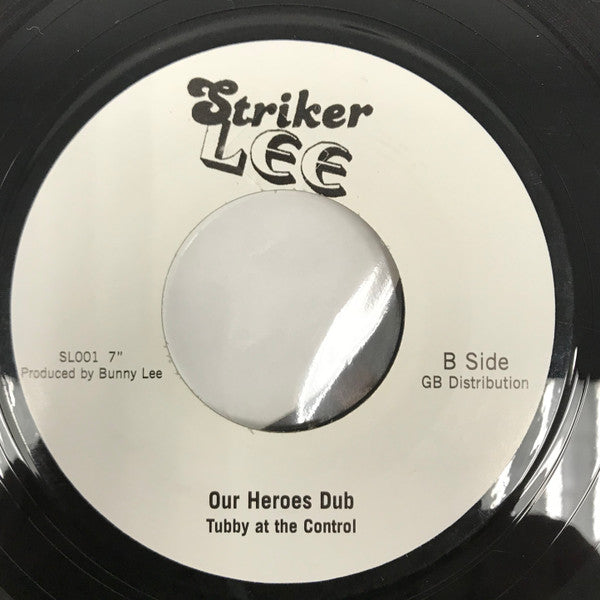 Striker
LEE
SL001 7"
Produced by Bunny Lee
B Side
GB Distribution
Our Heroes Dub
Tubby at the Control